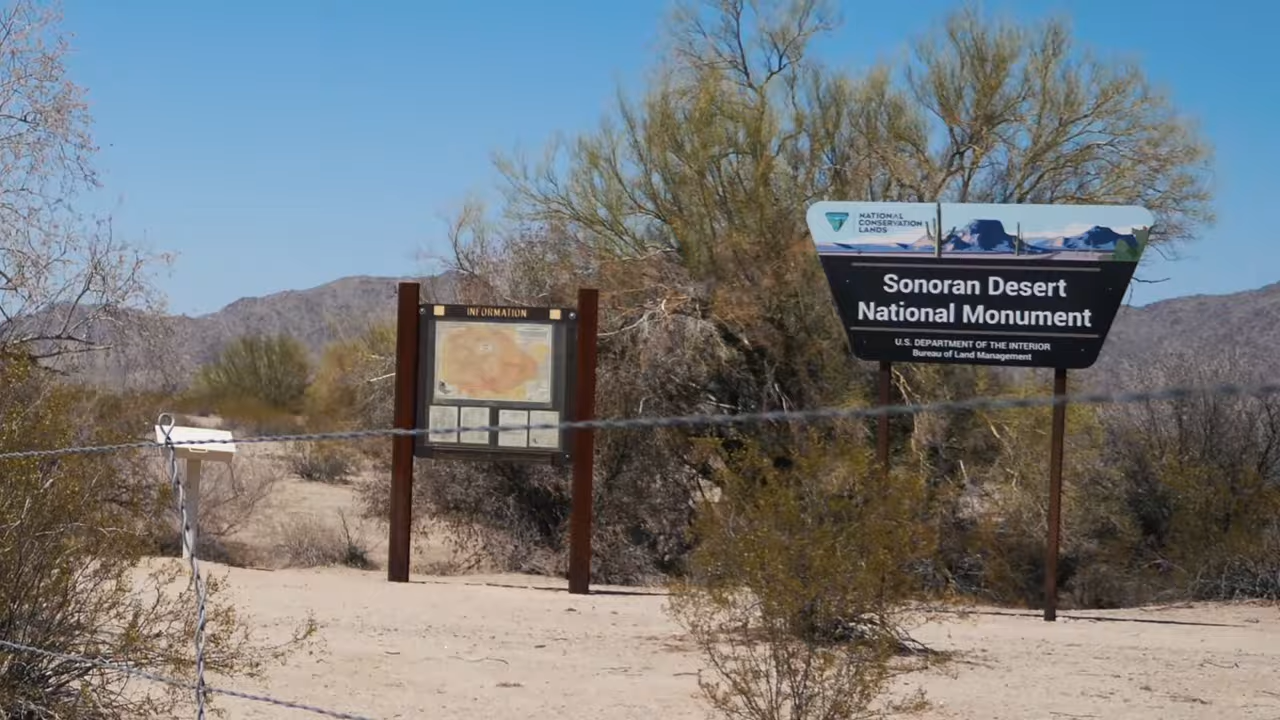 INFORMATION
NATIONAL
CONSERVATION
LANDS
Sonoran Desert
National Monument
U.S. DEPARTMENT OF THE INTERIOR
Bureau of Land Management